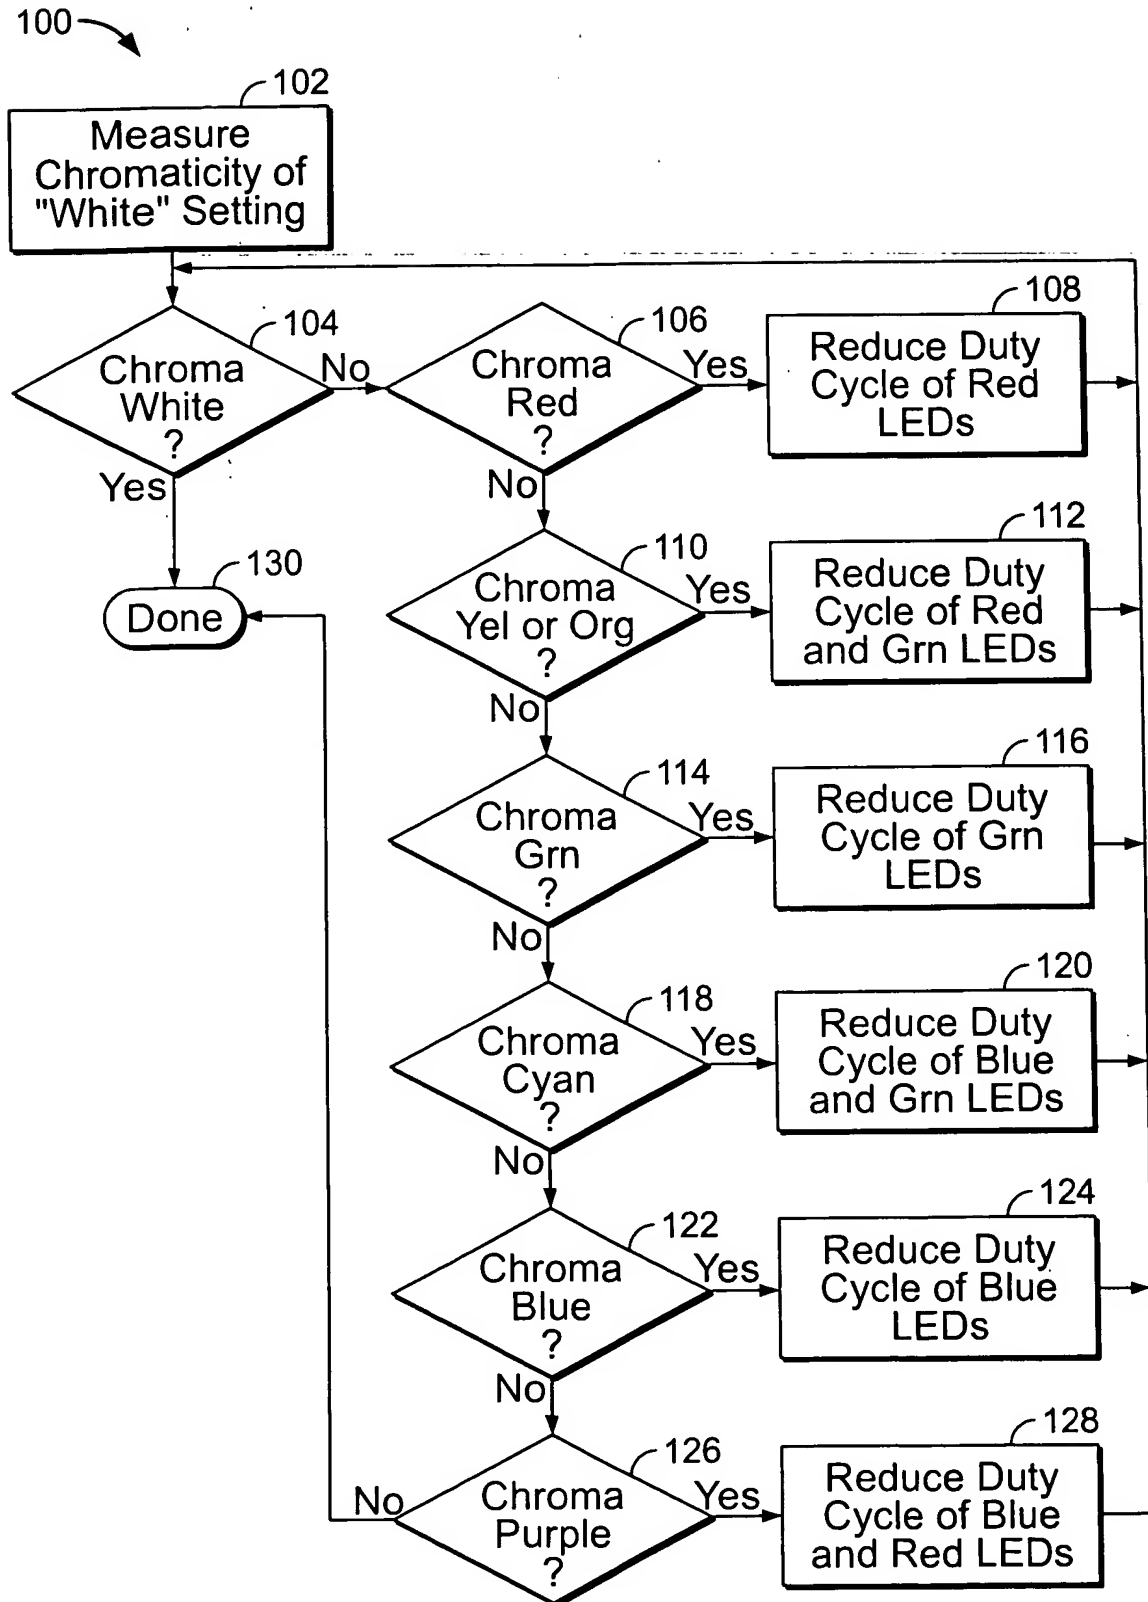 100
102
Measure
Chromaticity of
"White" Setting
104
Chroma
White
?
No
Yes
106
Chroma
Red
?
Yes
No
108
Reduce Duty
Cycle of Red
LEDs
130
Done
110
Chroma
Yel or Org
?
Yes
No
112
Reduce Duty
Cycle of Red
and Grn LEDs
114
Chroma
Grn
?
Yes
No
116
Reduce Duty
Cycle of Grn
LEDs
118
Chroma
Cyan
?
Yes
No
120
Reduce Duty
Cycle of Blue
and Grn LEDs
122
Chroma
Blue
?
Yes
No
124
Reduce Duty
Cycle of Blue
LEDs
126
Chroma
Purple
?
No
Yes
128
Reduce Duty
Cycle of Blue
and Red LEDs